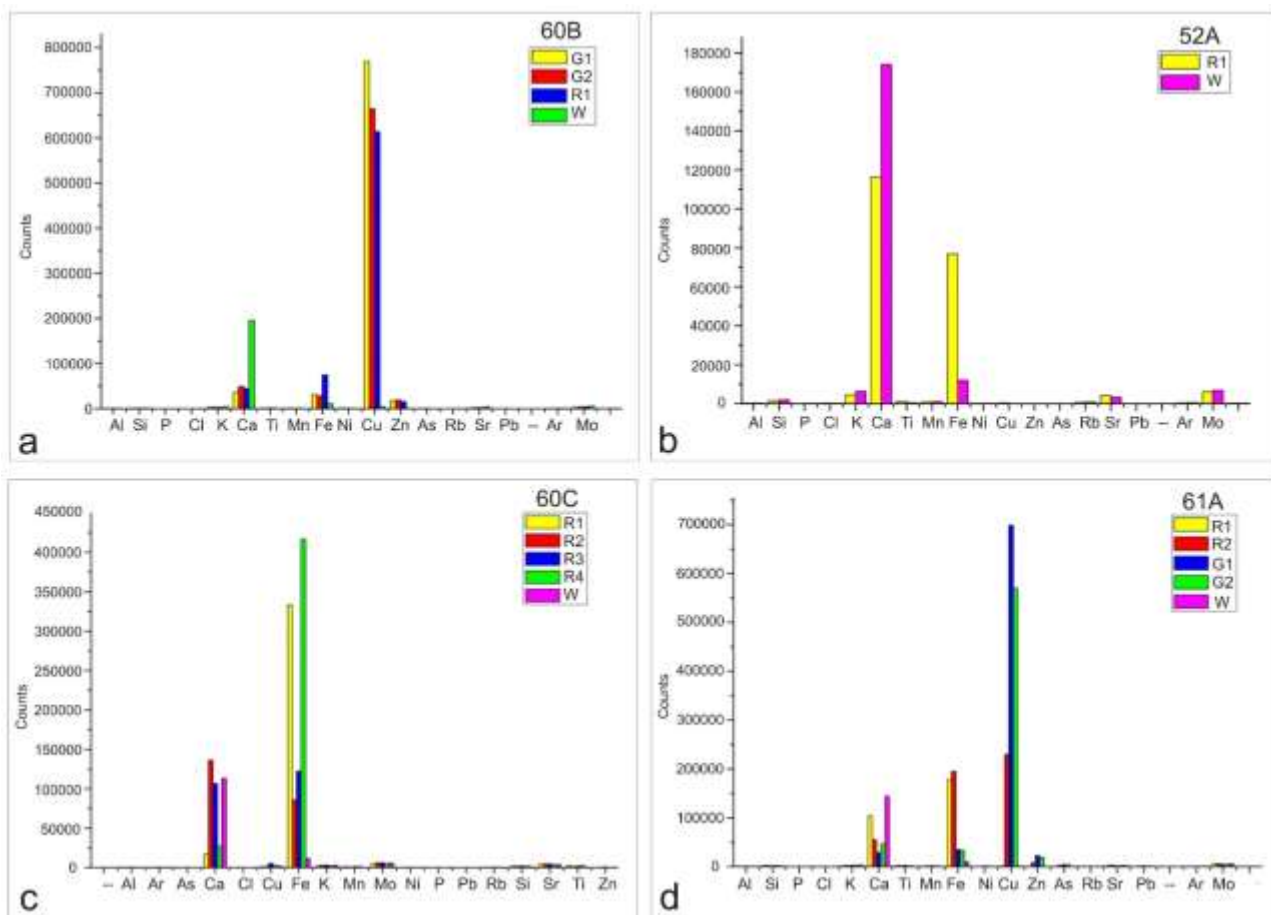 60B
G1
G2
R1
W
800000
700000
600000
500000
400000
300000
200000
100000
0
Counts
Al Si P Cl K Ca Ti Mn Fe Ni Cu Zn As Rb Sr Pb -- Ar Mo
a
52A
R1
W
180000
160000
140000
120000
100000
80000
60000
40000
20000
0
Counts
Al Si P Cl K Ca Ti Mn Fe Ni Cu Zn As Rb Sr Pb -- Ar Mo
b
60C
R1
R2
R3
R4
W
450000
400000
350000
300000
250000
200000
150000
100000
50000
0
Counts
-- Al Ar As Ca Cl Cu Fe K Mn Mo Ni P Pb Rb Si Sr Ti Zn
c
61A
R1
R2
G1
G2
W
700000
600000
500000
400000
300000
200000
100000
0
Counts
Al Si P Cl K Ca Ti Mn Fe Ni Cu Zn As Rb Sr Pb -- Ar Mo
d